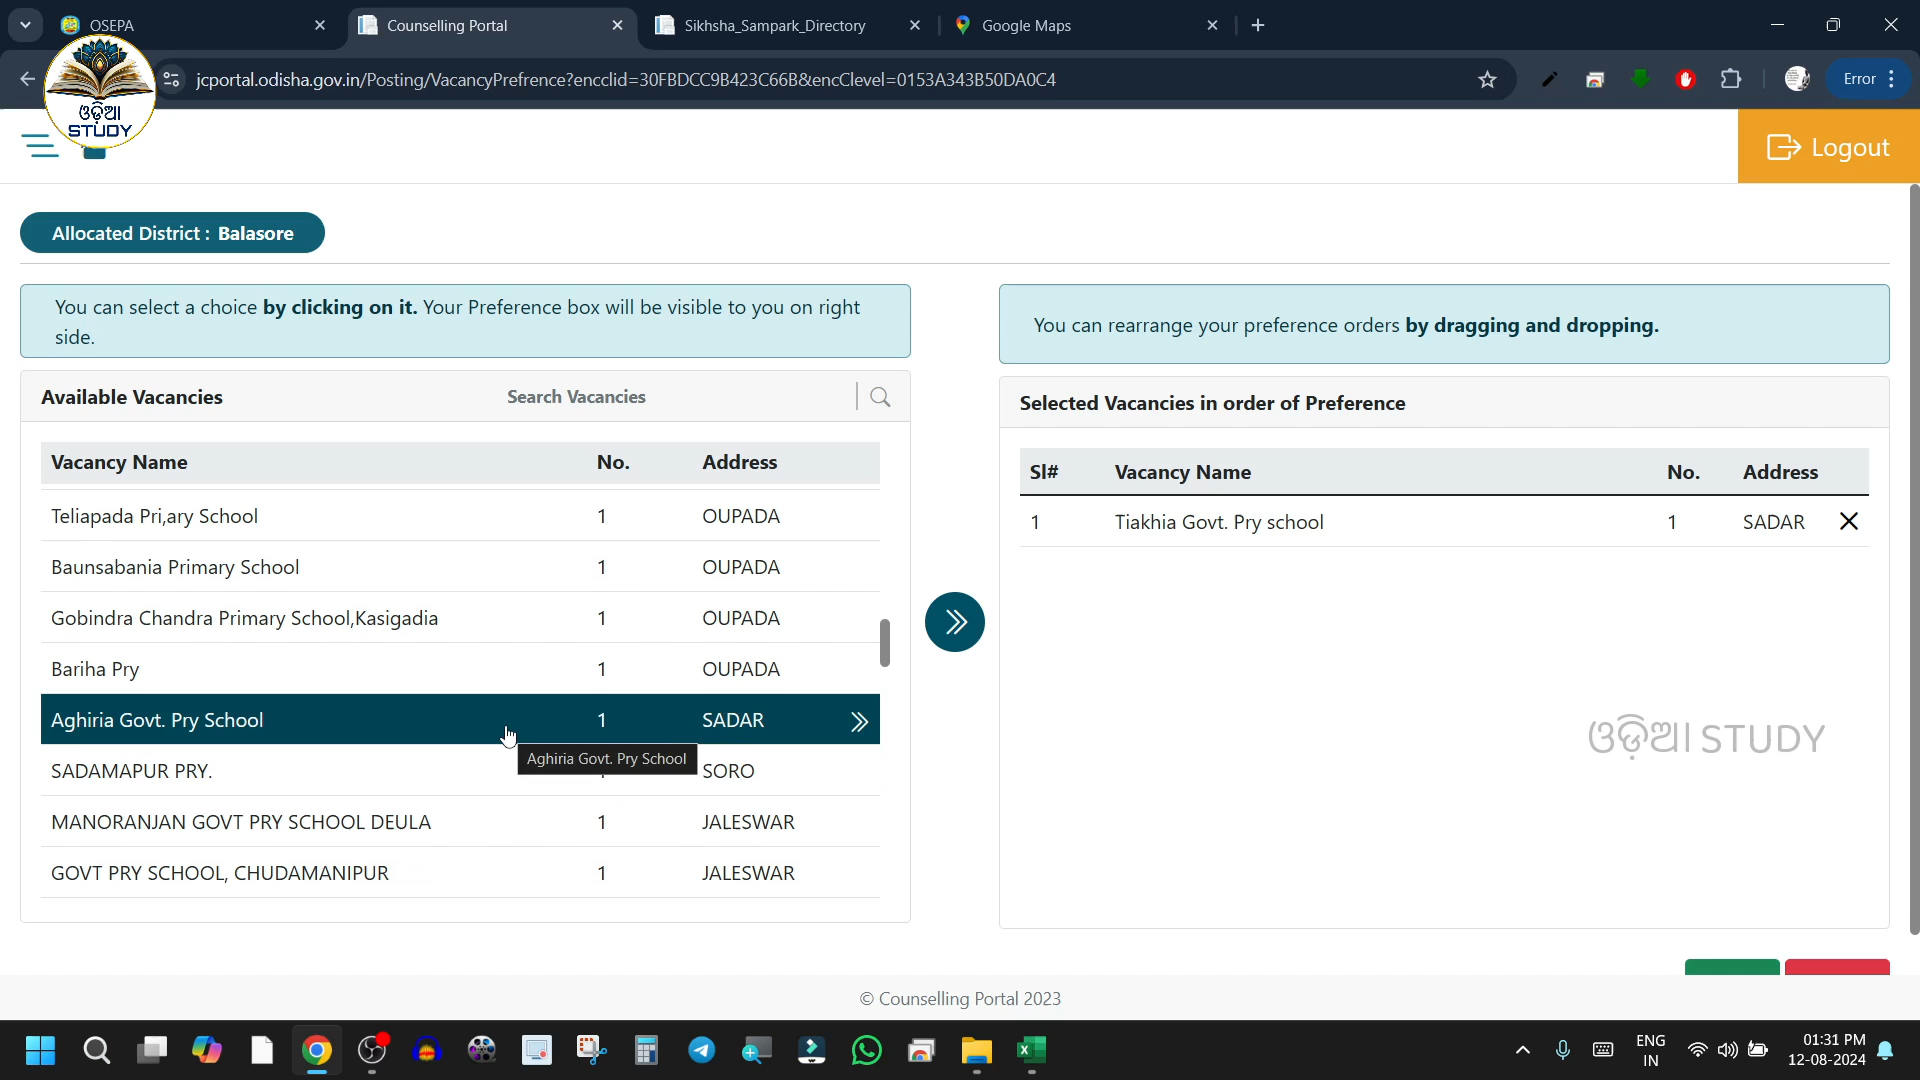 OSEPA
Counselling Portal
Sikhsha_Sampark_Directory
Google Maps
jcportal.odisha.gov.in/Posting/VacancyPrefrence?encclid=30FBDCC9B423C66B&encClevel=0153A343B50DA0C4
Error
ଓଡ଼ିଆ
STUDY
Logout
Allocated District : Balasore
You can select a choice by clicking on it. Your Preference box will be visible to you on right
side.
You can rearrange your preference orders by dragging and dropping.
Available Vacancies
Search Vacancies
Vacancy Name No. Address
Teliapada Pri,ary School 1 OUPADA
Baunsabania Primary School 1 OUPADA
Gobindra Chandra Primary School,Kasigadia 1 OUPADA
Bariha Pry 1 OUPADA
Aghiria Govt. Pry School 1 SADAR
Aghiria Govt. Pry School
SADAMAPUR PRY. SORO
MANORANJAN GOVT PRY SCHOOL DEULA 1 JALESWAR
GOVT PRY SCHOOL, CHUDAMANIPUR 1 JALESWAR
Selected Vacancies in order of Preference
Sl# Vacancy Name No. Address
1 Tiakhia Govt. Pry school 1 SADAR
ଓଡ଼ିଆ STUDY
© Counselling Portal 2023
ENG
IN
01:31 PM
12-08-2024